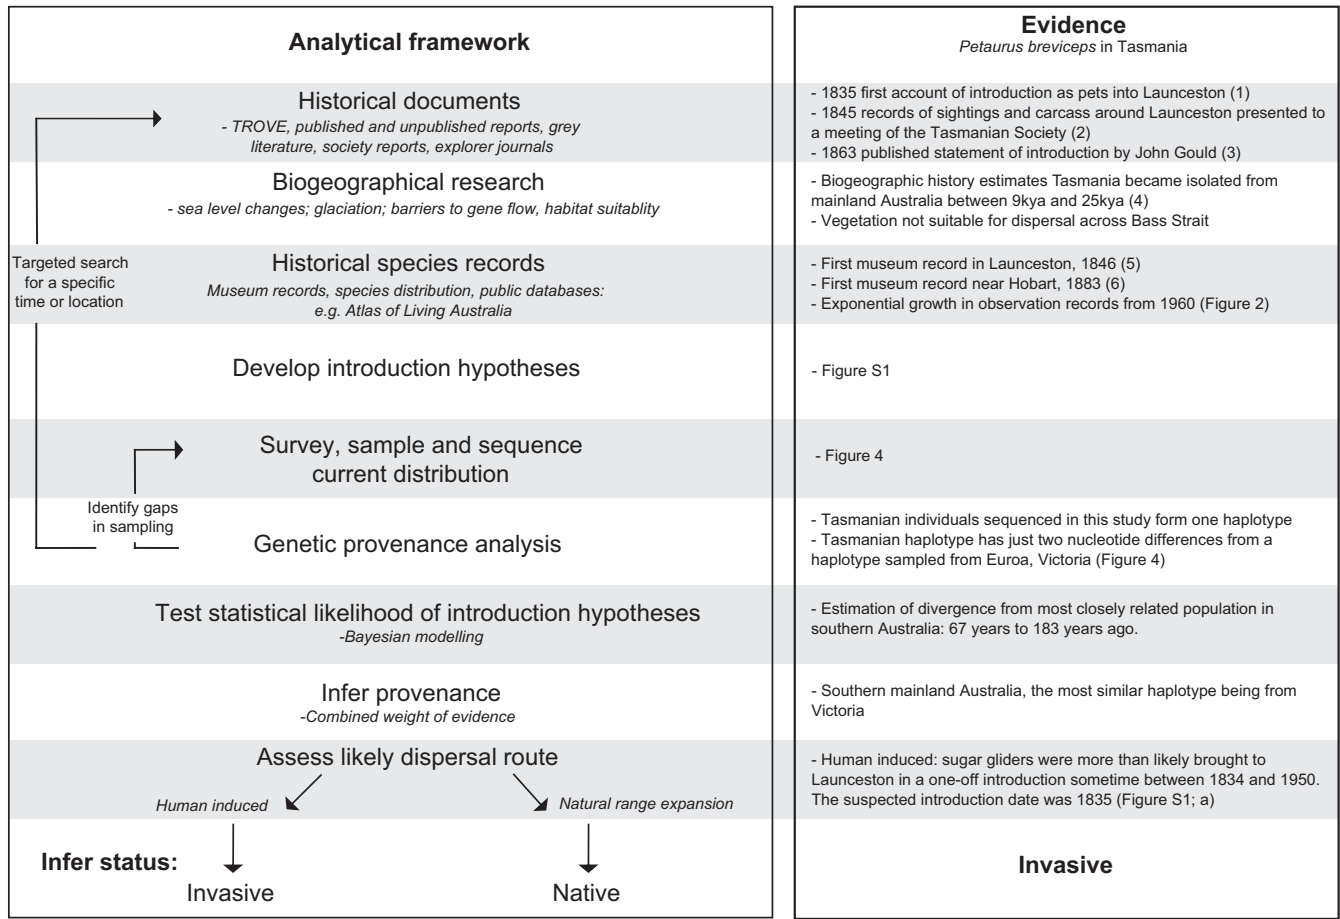 Analytical framework
Evidence
Petaurus breviceps in Tasmania
Historical documents
- TROVE, published and unpublished reports, grey
literature, society reports, explorer journals
- 1835 first account of introduction as pets into Launceston (1)
- 1845 records of sightings and carcass around Launceston presented to
a meeting of the Tasmanian Society (2)
- 1863 published statement of introduction by John Gould (3)
Biogeographical research
- sea level changes; glaciation; barriers to gene flow, habitat suitablity
- Biogeographic history estimates Tasmania became isolated from
mainland Australia between 9kya and 25kya (4)
- Vegetation not suitable for dispersal across Bass Strait
Targeted search
for a specific
time or location
Historical species records
Museum records, species distribution, public databases:
e.g. Atlas of Living Australia
- First museum record in Launceston, 1846 (5)
- First museum record near Hobart, 1883 (6)
- Exponential growth in observation records from 1960 (Figure 2)
Develop introduction hypotheses
- Figure S1
Survey, sample and sequence
current distribution
- Figure 4
Identify gaps
in sampling
Genetic provenance analysis
- Tasmanian individuals sequenced in this study form one haplotype
- Tasmanian haplotype has just two nucleotide differences from a
haplotype sampled from Euroa, Victoria (Figure 4)
Test statistical likelihood of introduction hypotheses
-Bayesian modelling
- Estimation of divergence from most closely related population in
southern Australia: 67 years to 183 years ago.
Infer provenance
-Combined weight of evidence
- Southern mainland Australia, the most similar haplotype being from
Victoria
Assess likely dispersal route
Human induced
Natural range expansion
- Human induced: sugar gliders were more than likely brought to
Launceston in a one-off introduction sometime between 1834 and 1950.
The suspected introduction date was 1835 (Figure S1; a)
Infer status:
Invasive
Native
Invasive